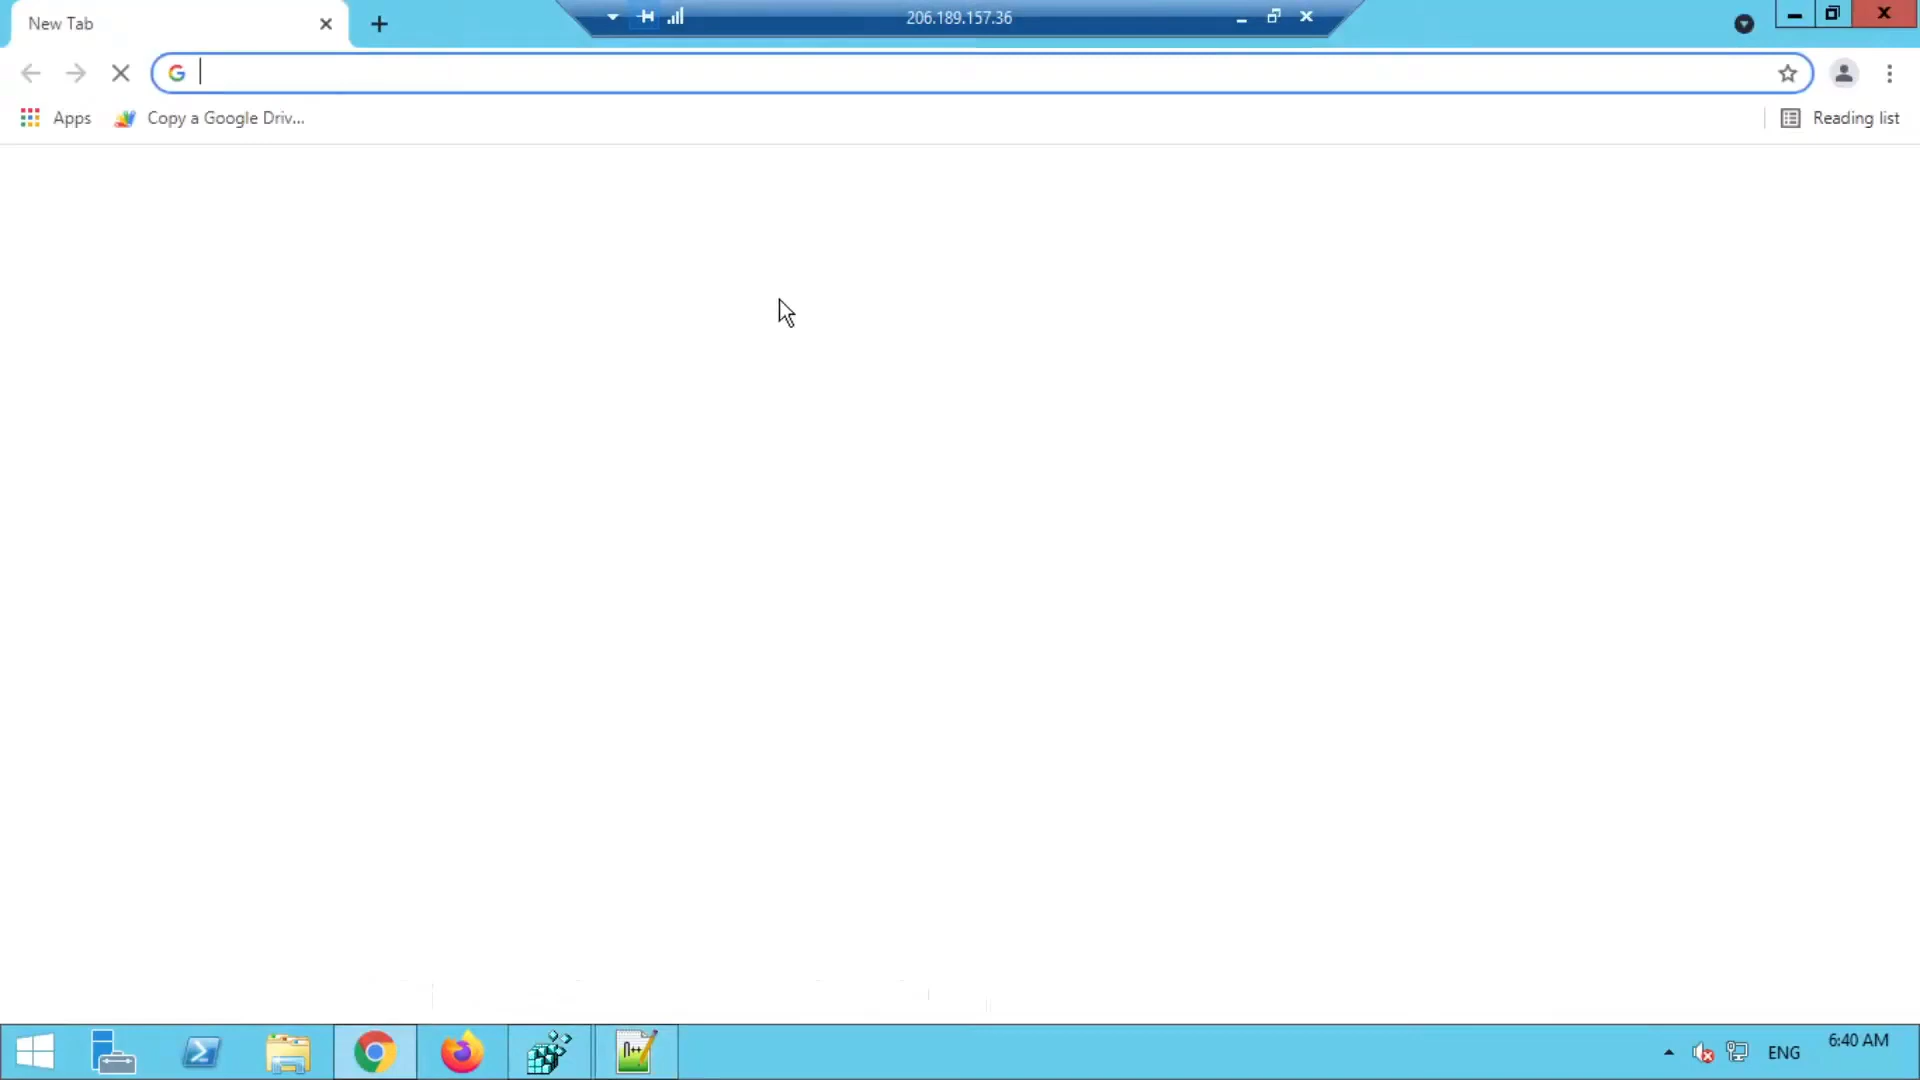 New Tab
206.189.157.36
Apps
Copy a Google Driv...
Reading list
ENG
6:40 AM